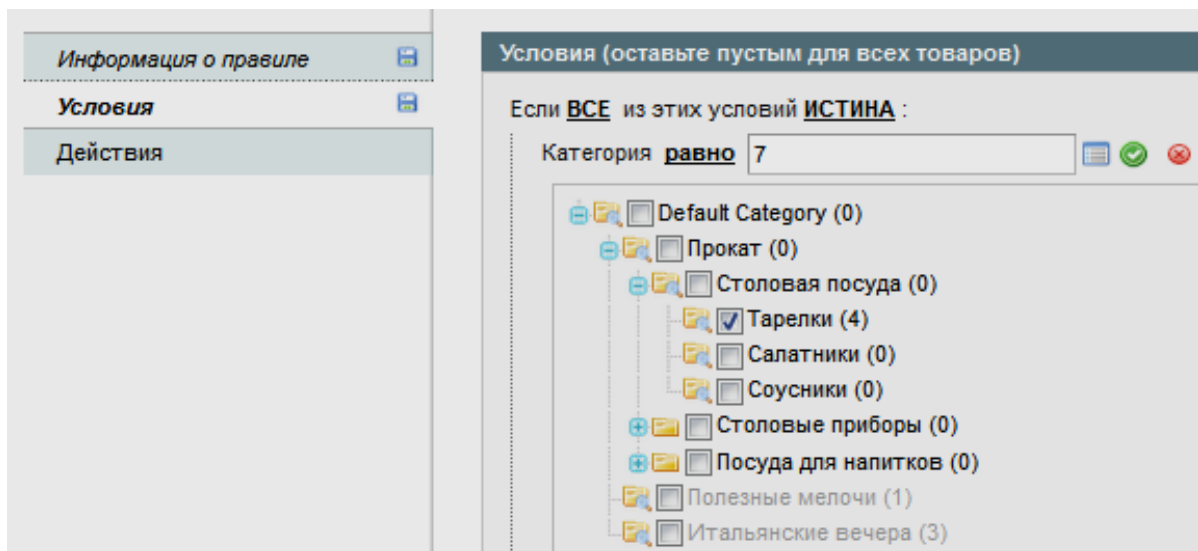 Информация о правиле
Условия
Действия
Условия (оставьте пустым для всех товаров)
Если ВСЕ из этих условий ИСТИНА :
Категория равно 7
Default Category (0)
Прокат (0)
Столовая посуда (0)
Тарелки (4)
Салатники (0)
Соусники (0)
Столовые приборы (0)
Посуда для напитков (0)
Полезные мелочи (1)
Итальянские вечера (3)